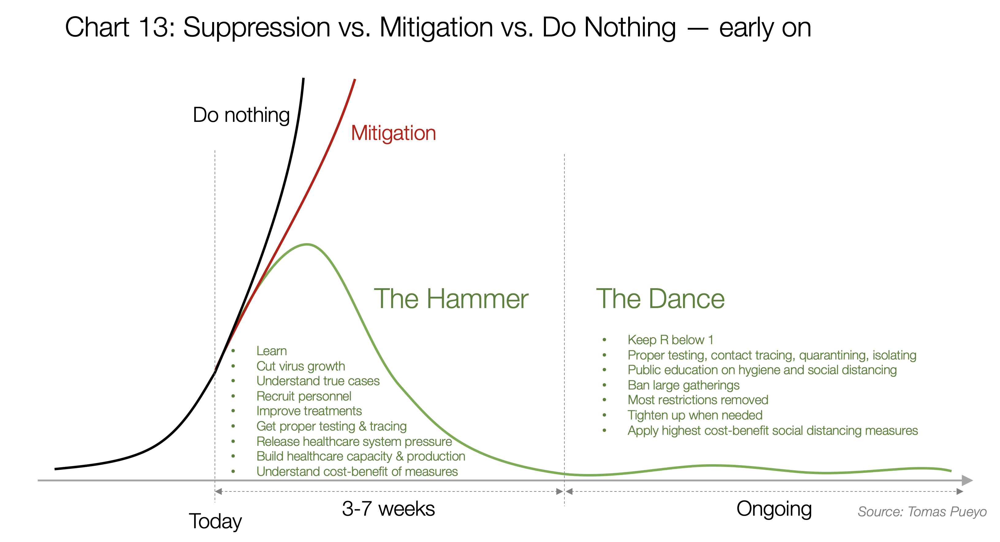 Chart 13: Suppression vs. Mitigation vs. Do Nothing — early on
Do nothing
Mitigation
The Hammer
• Learn
• Cut virus growth
• Understand true cases
• Recruit personnel
• Improve treatments
• Get proper testing & tracing
• Release healthcare system pressure
• Build healthcare capacity & production
• Understand cost-benefit of measures
The Dance
• Keep R below 1
• Proper testing, contact tracing, quarantining, isolating
• Public education on hygiene and social distancing
• Ban large gatherings
• Most restrictions removed
• Tighten up when needed
• Apply highest cost-benefit social distancing measures
Today
3-7 weeks
Ongoing
Source: Tomas Pueyo